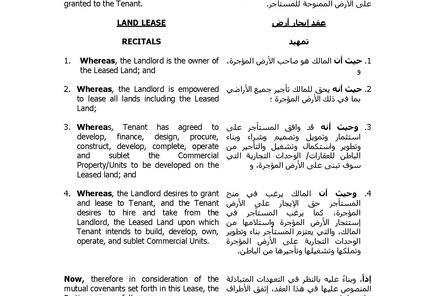 granted to the Tenant.
على الأرض الممنوحة للمستأجر.
LAND LEASE
عقد إيجار أرض
RECITALS
تمهيد
1. Whereas, the Landlord is the owner of
the Leased Land; and
1. حيث أن المالك هو صاحب الأرض المؤجرة،
و
2. Whereas, the Landlord is empowered
to lease all lands including the Leased
Land;
2. وحيث أنه يحق للمالك تأجير جميع الأراضي
بما في ذلك الأرض المؤجرة ؛
3. Whereas, Tenant has agreed to
develop, finance, design, procure,
construct, develop, complete, operate
and sublet the Commercial
Property/Units to be developed on the
Leased land; and
3. وحيث أنه قد وافق المستأجر على
استثمار وتمويل وتصميم وشراء وبناء
وتطوير واستكمال وتشغيل والتأجير من
الباطن للعقارات/ الوحدات التجارية التي
سوف تبنى على الأرض المؤجرة، و
4. Whereas, the Landlord desires to grant
and lease to Tenant, and the Tenant
desires to hire and take from the
Landlord, the Leased Land upon which
Tenant intends to build, develop, own,
operate, and sublet Commercial Units.
4. وحيث أن المالك يرغب في منح
المستأجر حق الإيجار على الأرض
المؤجرة، كما يرغب المستأجر في
إستئجار الأرض المؤجرة واستلامها من
المالك، والتي يعتزم المستأجر بناء وتطوير
الوحدات التجارية على الأرض المؤجرة
وتملكها وتشغيلها وتأجيرها من الباطن.
Now, therefore in consideration of the
mutual covenants set forth in this Lease, the
إذاً، وبناءً عليه بالنظر في التعهدات المتبادلة
المنصوص عليها في هذا العقد، إتفق الأطراف